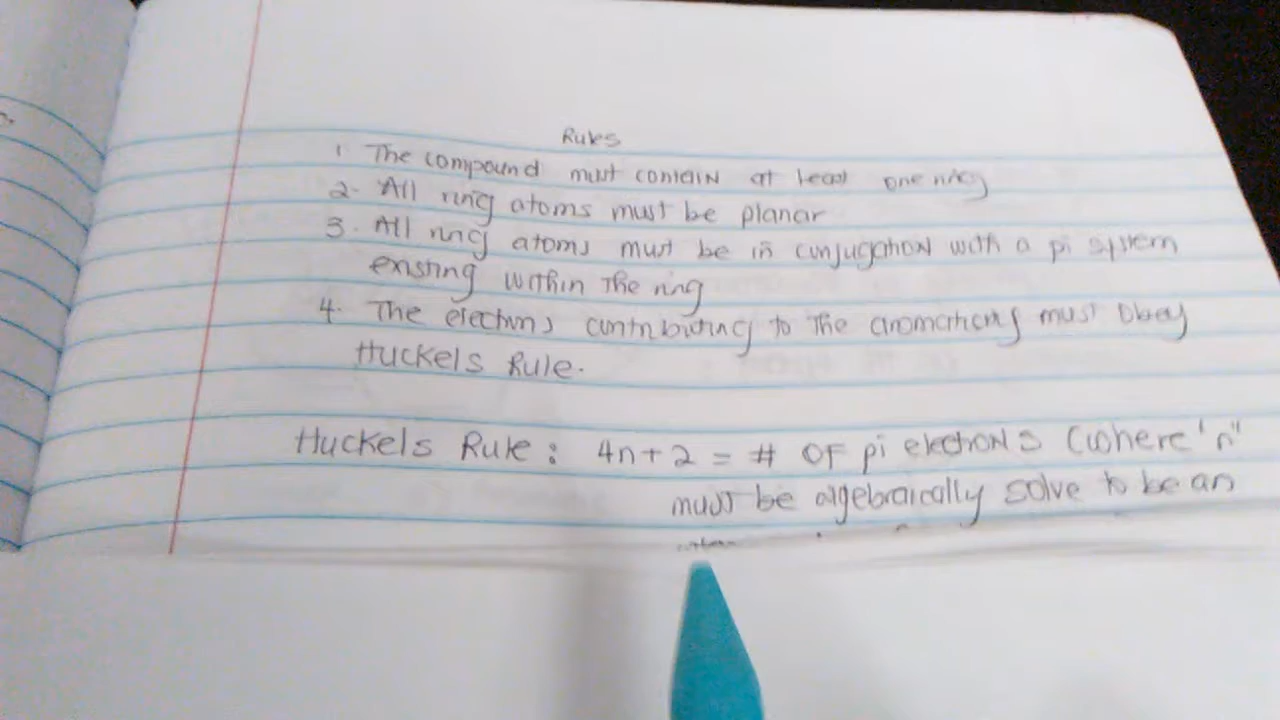 Rules
1 The compound must contain at least one ring
2. All ring atoms must be planar
3. All ring atoms must be in conjugation with a pi system
existing within the ring
4. The electrons contributing to the aromaticity must obey
Huckels Rule.
Huckels Rule: 4n+2 = # of pi electrons (where 'n"
must be algebraically solve to be an